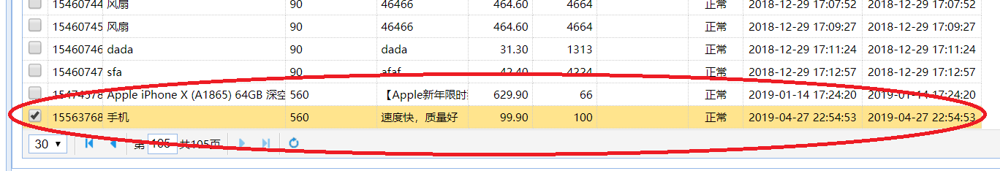 15460744 风扇 90 46466 464.60 4664 正常 2018-12-29 17:07:52 2018-12-29 17:07:52
15460745 风扇 90 46466 464.60 4664 正常 2018-12-29 17:09:27 2018-12-29 17:09:27
15460746 dada 90 dada 31.30 1313 正常 2018-12-29 17:11:24 2018-12-29 17:11:24
15460747 sfa 90 afaf 42.40 4224 正常 2018-12-29 17:12:57 2018-12-29 17:12:57
15474578 Apple iPhone X (A1865) 64GB 深空 560 【Apple新年限时 629.90 66 正常 2019-01-14 17:24:20 2019-01-14 17:24:20
15563768 手机 560 速度快，质量好 99.90 100 正常 2019-04-27 22:54:53 2019-04-27 22:54:53
30 第 105 共105页